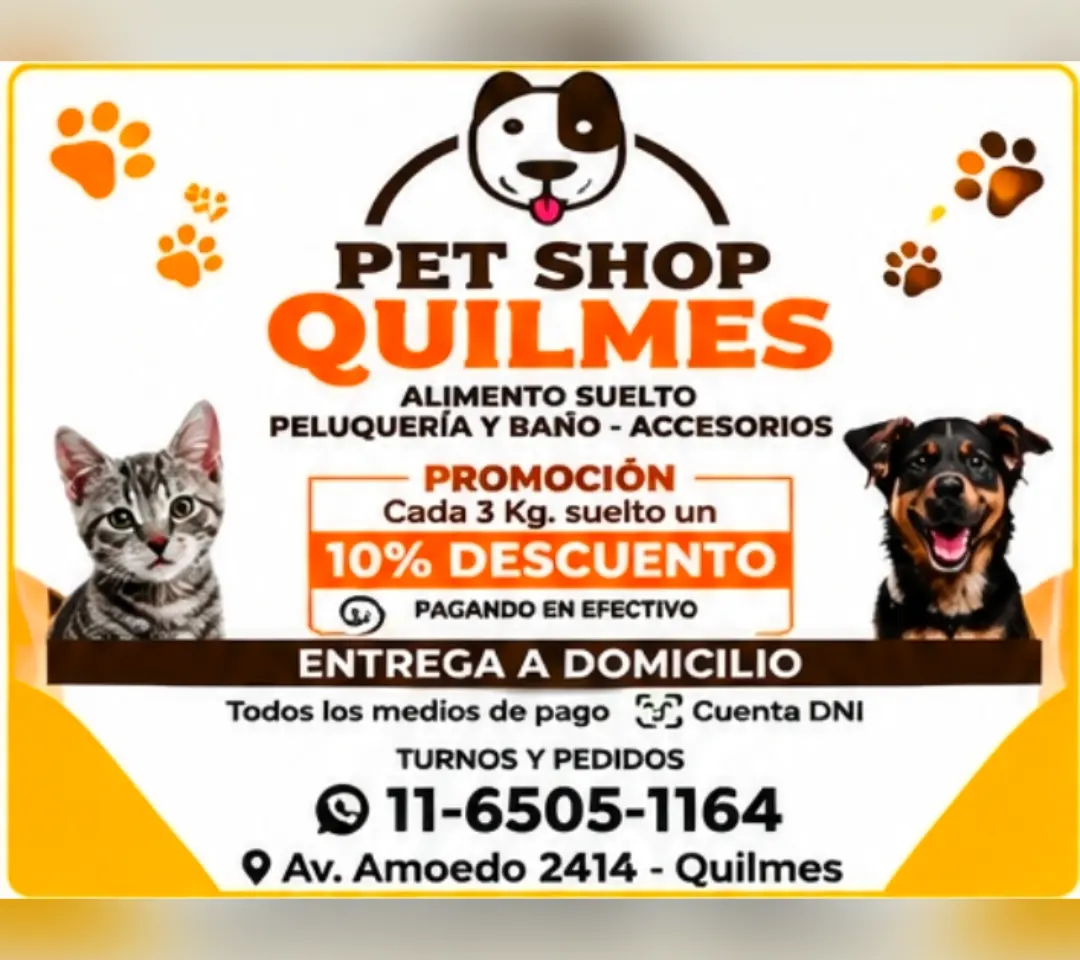 PET SHOP
QUILMES
ALIMENTO SUELTO
PELUQUERÍA Y BAÑO - ACCESORIOS
PROMOCIÓN
Cada 3 Kg. suelto un
10% DESCUENTO
PAGANDO EN EFECTIVO
ENTREGA A DOMICILIO
Todos los medios de pago Cuenta DNI
TURNOS Y PEDIDOS
11-6505-1164
Av. Amoedo 2414 - Quilmes